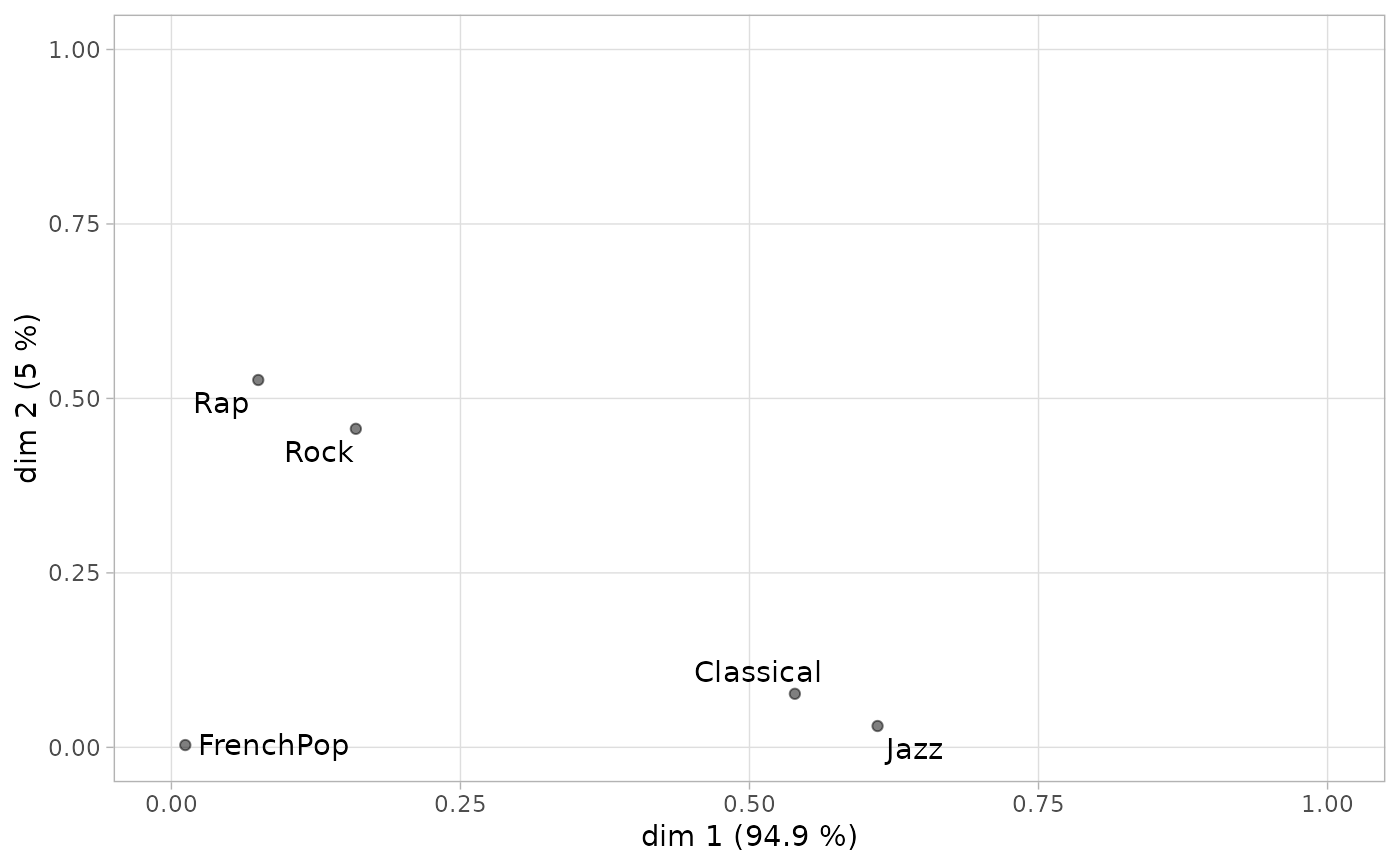 1.00
0.75
0.50
0.25
0.00
dim 2 (5 %)
Rap
Rock
Classical
FrenchPop
Jazz
0.00 0.25 0.50 0.75 1.00
dim 1 (94.9 %)